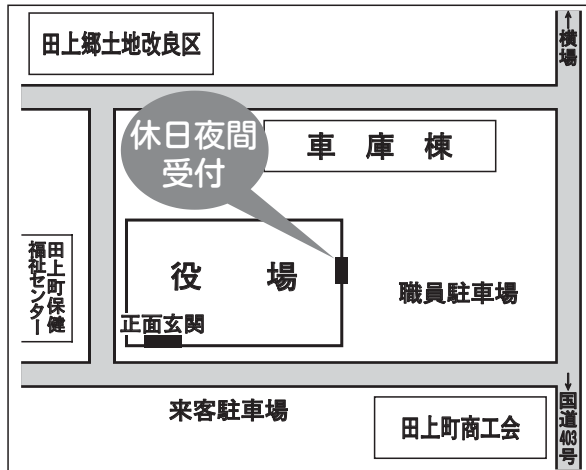 田上郷土地改良区
↑横場
休日夜間
受付
車庫棟
田上町保健
福祉センター
役場
職員駐車場
正面玄関
来客駐車場
田上町商工会
↓国道403号